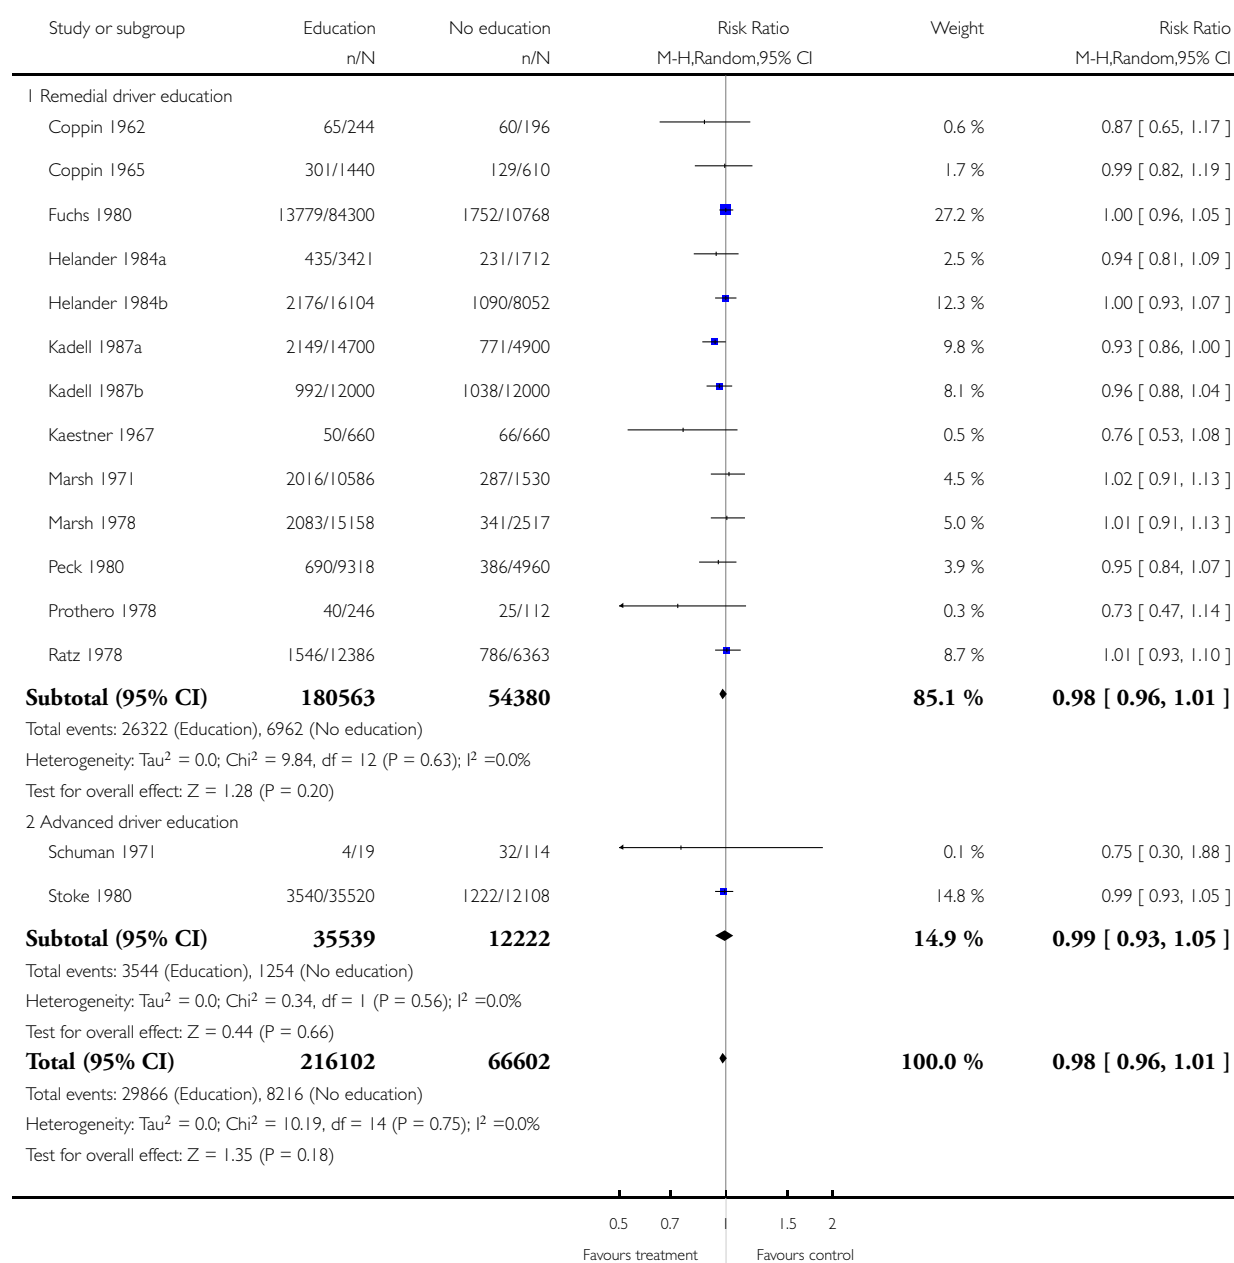 Study or subgroup Education No education Risk Ratio Weight Risk Ratio
n/N n/N M-H,Random,95% CI M-H,Random,95% CI
1 Remedial driver education
Coppin 1962 65/244 60/196 0.6 % 0.87 [ 0.65, 1.17 ]
Coppin 1965 301/1440 129/610 1.7 % 0.99 [ 0.82, 1.19 ]
Fuchs 1980 13779/84300 1752/10768 27.2 % 1.00 [ 0.96, 1.05 ]
Helander 1984a 435/3421 231/1712 2.5 % 0.94 [ 0.81, 1.09 ]
Helander 1984b 2176/16104 1090/8052 12.3 % 1.00 [ 0.93, 1.07 ]
Kadell 1987a 2149/14700 771/4900 9.8 % 0.93 [ 0.86, 1.00 ]
Kadell 1987b 992/12000 1038/12000 8.1 % 0.96 [ 0.88, 1.04 ]
Kaestner 1967 50/660 66/660 0.5 % 0.76 [ 0.53, 1.08 ]
Marsh 1971 2016/10586 287/1530 4.5 % 1.02 [ 0.91, 1.13 ]
Marsh 1978 2083/15158 341/2517 5.0 % 1.01 [ 0.91, 1.13 ]
Peck 1980 690/9318 386/4960 3.9 % 0.95 [ 0.84, 1.07 ]
Prothero 1978 40/246 25/112 0.3 % 0.73 [ 0.47, 1.14 ]
Ratz 1978 1546/12386 786/6363 8.7 % 1.01 [ 0.93, 1.10 ]
Subtotal (95% CI) 180563 54380 85.1 % 0.98 [ 0.96, 1.01 ]
Total events: 26322 (Education), 6962 (No education)
Heterogeneity: Tau² = 0.0; Chi² = 9.84, df = 12 (P = 0.63); I² =0.0%
Test for overall effect: Z = 1.28 (P = 0.20)
2 Advanced driver education
Schuman 1971 4/19 32/114 0.1 % 0.75 [ 0.30, 1.88 ]
Stoke 1980 3540/35520 1222/12108 14.8 % 0.99 [ 0.93, 1.05 ]
Subtotal (95% CI) 35539 12222 14.9 % 0.99 [ 0.93, 1.05 ]
Total events: 3544 (Education), 1254 (No education)
Heterogeneity: Tau² = 0.0; Chi² = 0.34, df = 1 (P = 0.56); I² =0.0%
Test for overall effect: Z = 0.44 (P = 0.66)
Total (95% CI) 216102 66602 100.0 % 0.98 [ 0.96, 1.01 ]
Total events: 29866 (Education), 8216 (No education)
Heterogeneity: Tau² = 0.0; Chi² = 10.19, df = 14 (P = 0.75); I² =0.0%
Test for overall effect: Z = 1.35 (P = 0.18)
0.5 0.7 1 1.5 2
Favours treatment Favours control